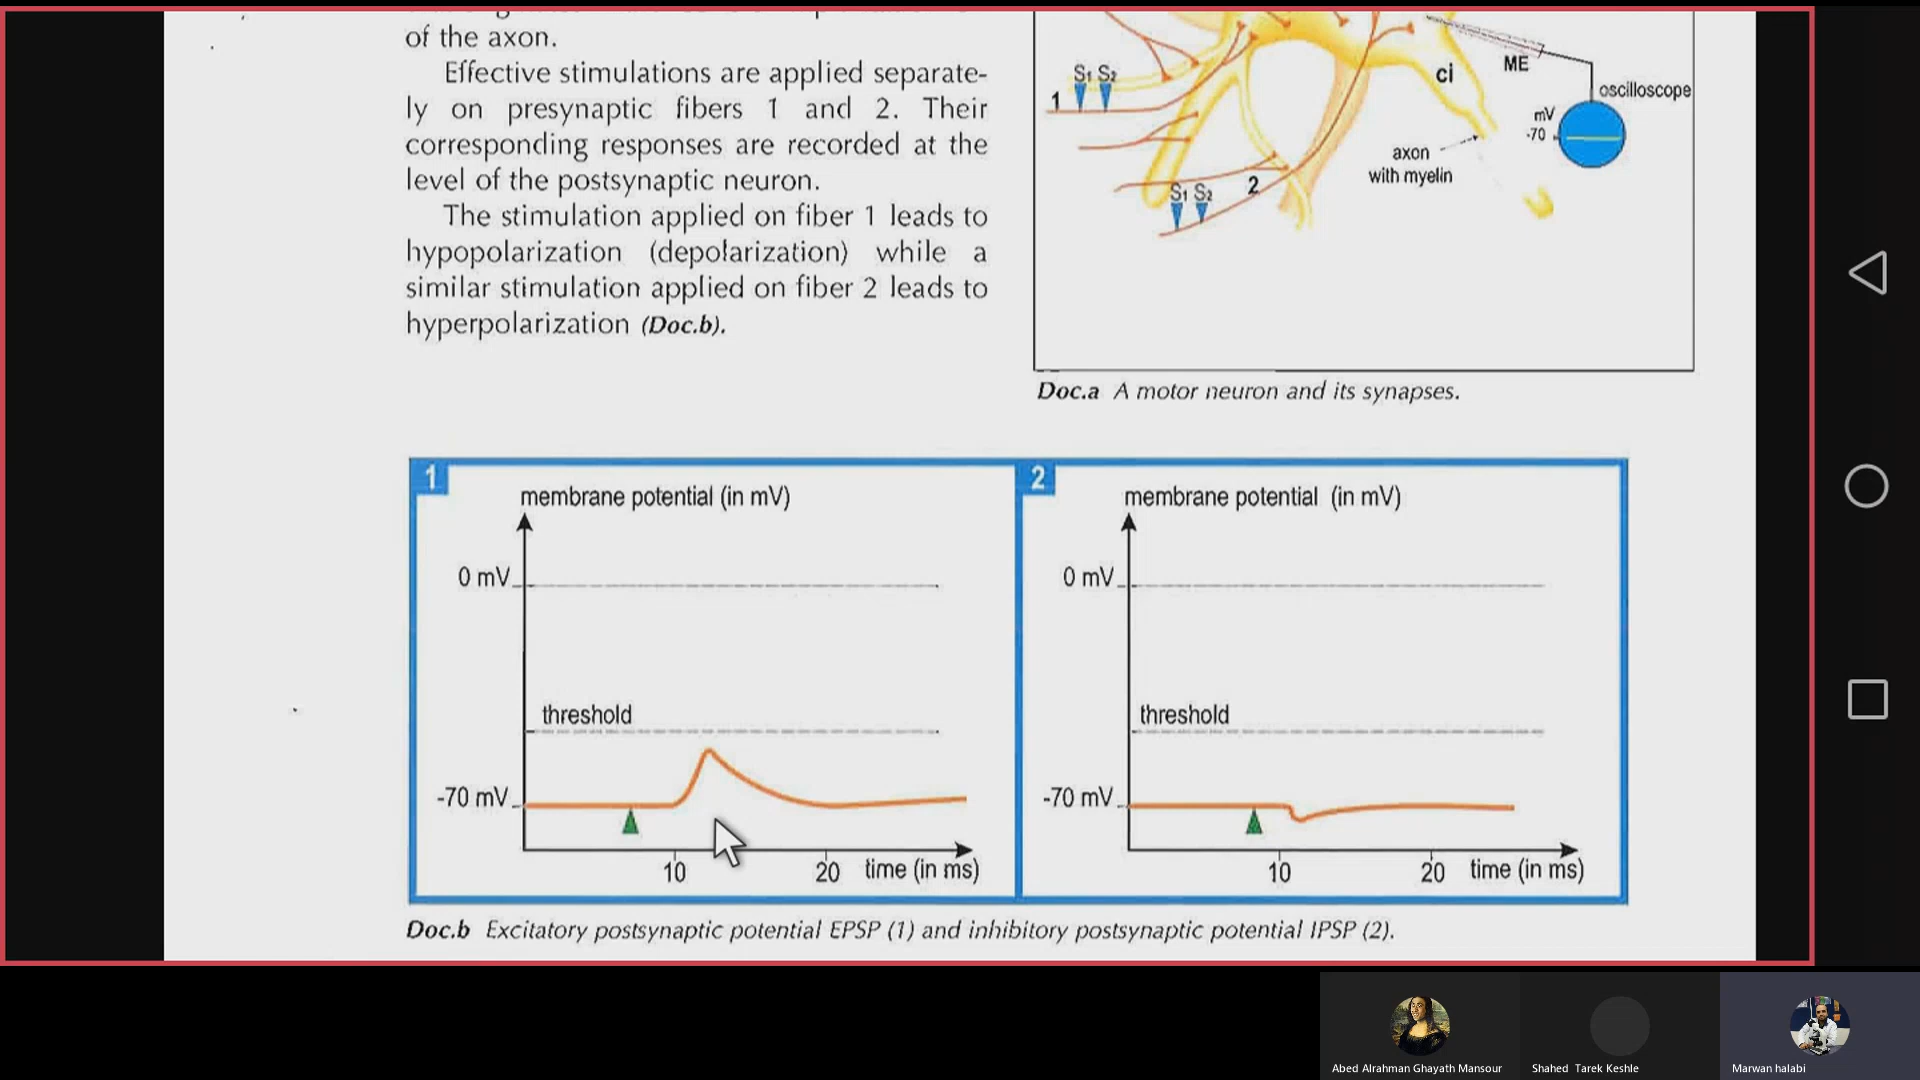 of the axon.
Effective stimulations are applied separate-
ly on presynaptic fibers 1 and 2. Their
corresponding responses are recorded at the
level of the postsynaptic neuron.
The stimulation applied on fiber 1 leads to
hypopolarization (depolarization) while a
similar stimulation applied on fiber 2 leads to
hyperpolarization (Doc.b).
S1 S2
1
ci
ME
oscilloscope
mV
-70
axon
with myelin
S1 S2
2
Doc.a A motor neuron and its synapses.
1
membrane potential (in mV)
0 mV
threshold
-70 mV
10
20
time (in ms)
2
membrane potential (in mV)
0 mV
threshold
-70 mV
10
20
time (in ms)
Doc.b Excitatory postsynaptic potential EPSP (1) and inhibitory postsynaptic potential IPSP (2).
Abed Alrahman Ghayath Mansour
Shahed Tarek Keshle
Marwan halabi